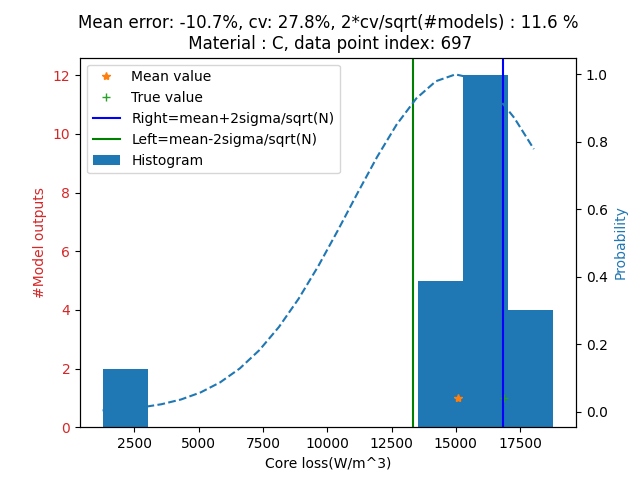 Mean error: -10.7%, cv: 27.8%, 2*cv/sqrt(#models) : 11.6 %
Material : C, data point index: 697
Mean value
True value
Right=mean+2sigma/sqrt(N)
Left=mean-2sigma/sqrt(N)
Histogram
#Model outputs
12
10
8
6
4
2
0
Probability
1.0
0.8
0.6
0.4
0.2
0.0
2500 5000 7500 10000 12500 15000 17500
Core loss(W/m^3)